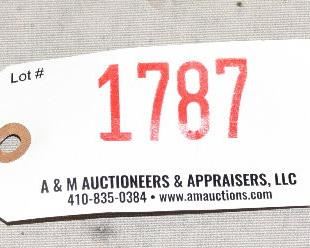 Lot #
1787
A & M AUCTIONEERS & APPRAISERS, LLC
410-835-0384 • www.amauctions.com